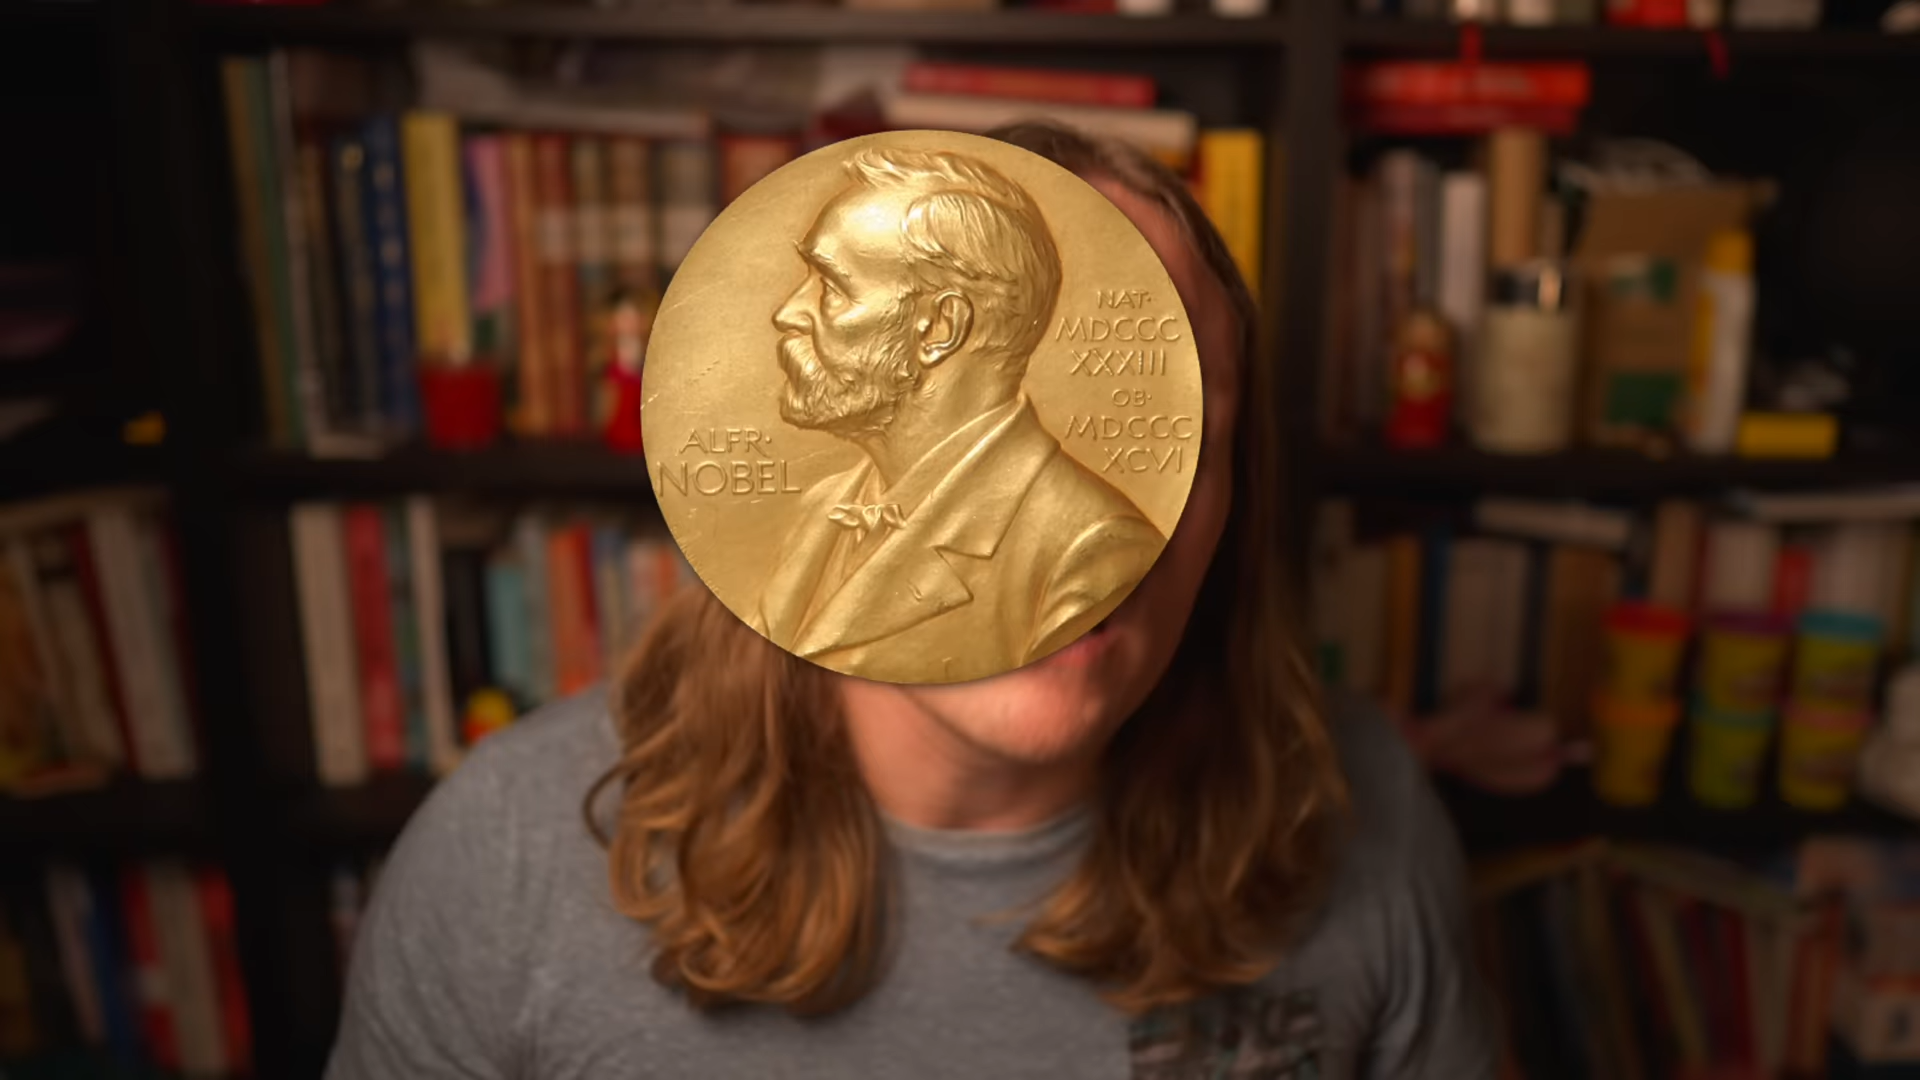 ALFR·
NOBEL
NAT·
MDCCC
XXXIII
OB·
MDCCC
XCVI